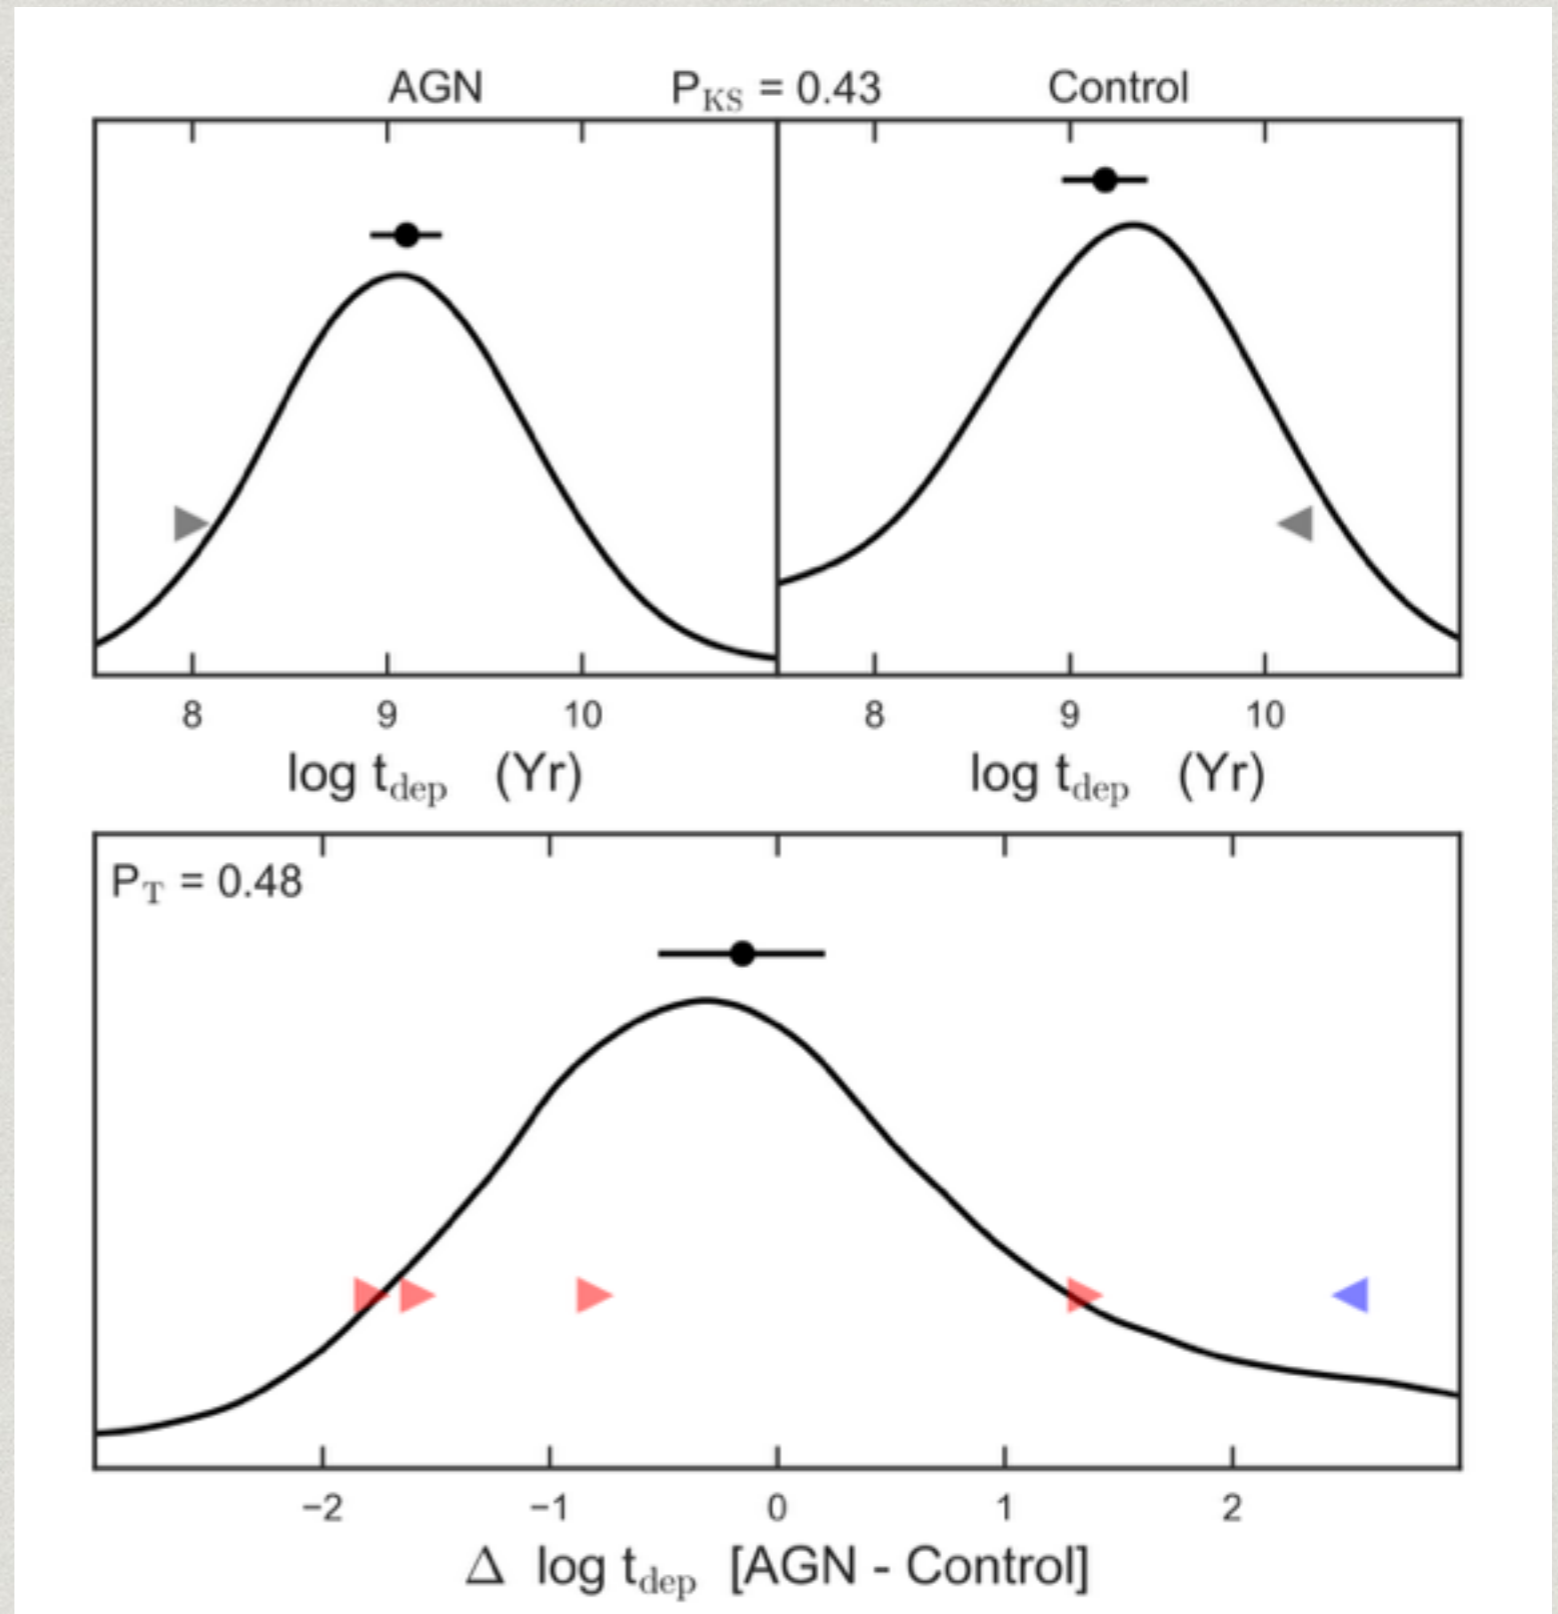 AGN P_KS = 0.43 Control
8 9 10 8 9 10
log t_dep (Yr) log t_dep (Yr)
P_T = 0.48
−2 −1 0 1 2
Δ log t_dep [AGN - Control]